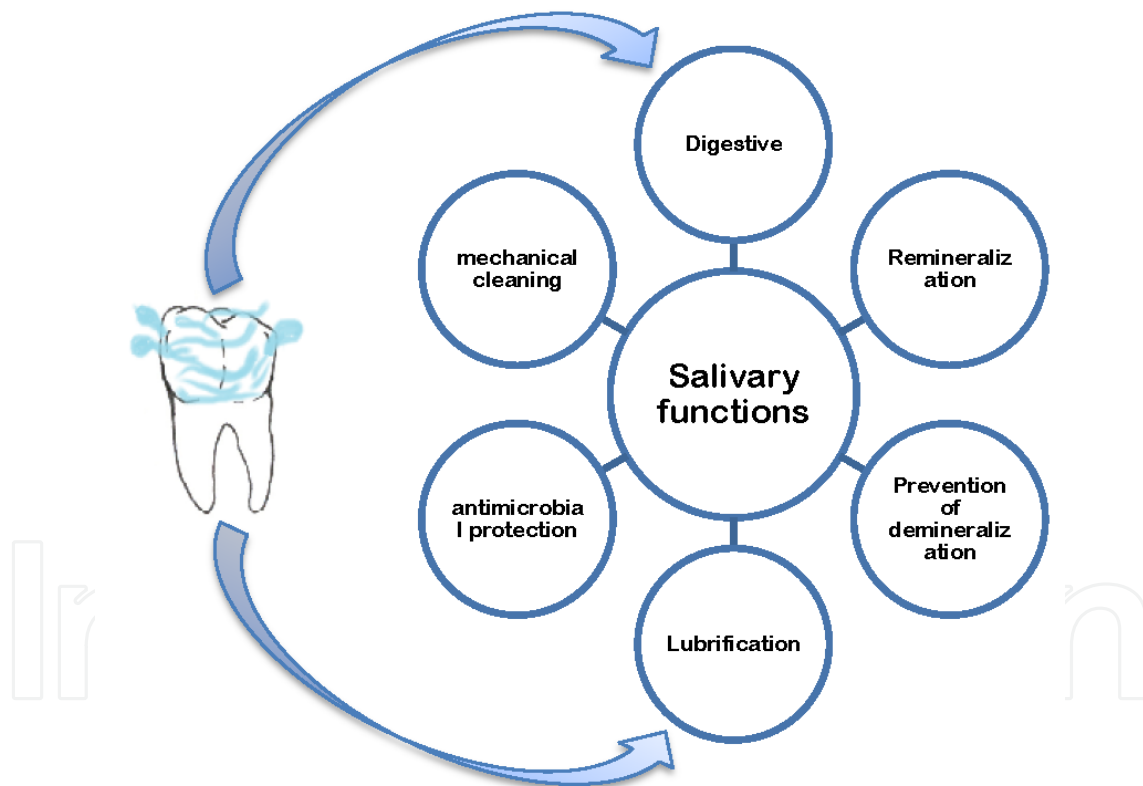 Digestive
Remineraliz
ation
Prevention
of
demineraliz
ation
Lubrification
antimicrobia
l protection
mechanical
cleaning
Salivary
functions